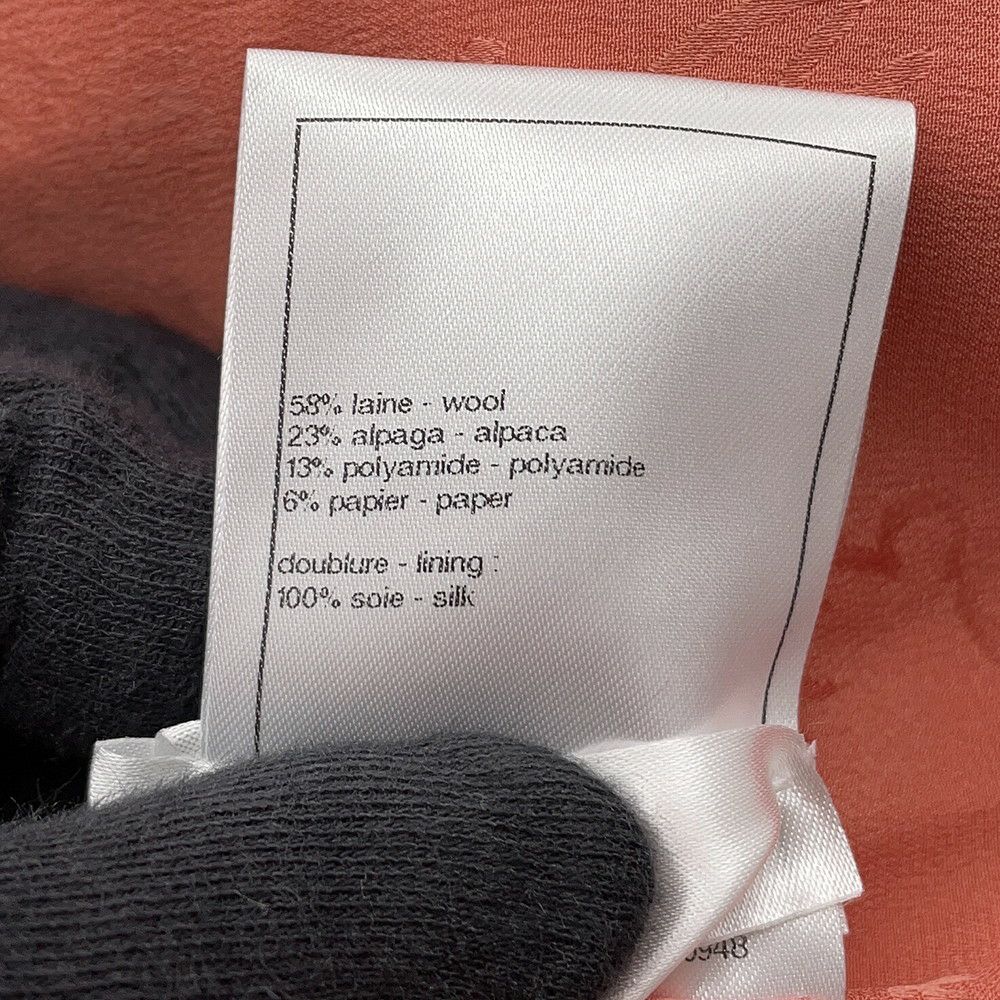 58% laine - wool
23% alpaga - alpaca
13% polyamide - polyamide
6% papier - paper
doublure - lining :
100% soie - silk